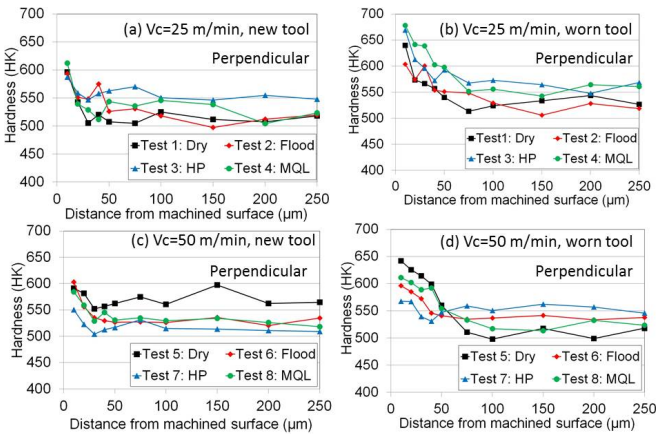 (a) Vc=25 m/min, new tool
Perpendicular
Hardness (HK)
700
650
600
550
500
450
400
Test 1: Dry
Test 2: Flood
Test 3: HP
Test 4: MQL
0 50 100 150 200 250
Distance from machined surface (µm)
(b) Vc=25 m/min, worn tool
Perpendicular
Hardness (HK)
700
650
600
550
500
450
400
Test1: Dry
Test 2: Flood
Test 3: HP
Test 4: MQL
0 50 100 150 200 250
Distance from machined surface (µm)
(c) Vc=50 m/min, new tool
Perpendicular
Hardness (HK)
700
650
600
550
500
450
400
Test 5: Dry
Test 6: Flood
Test 7: HP
Test 8: MQL
0 50 100 150 200 250
Distance from machined surface (µm)
(d) Vc=50 m/min, worn tool
Perpendicular
Hardness (HK)
700
650
600
550
500
450
400
Test 5: Dry
Test 6: Flood
Test 7: HP
Test 8: MQL
0 50 100 150 200 250
Distance from machined surface (µm)